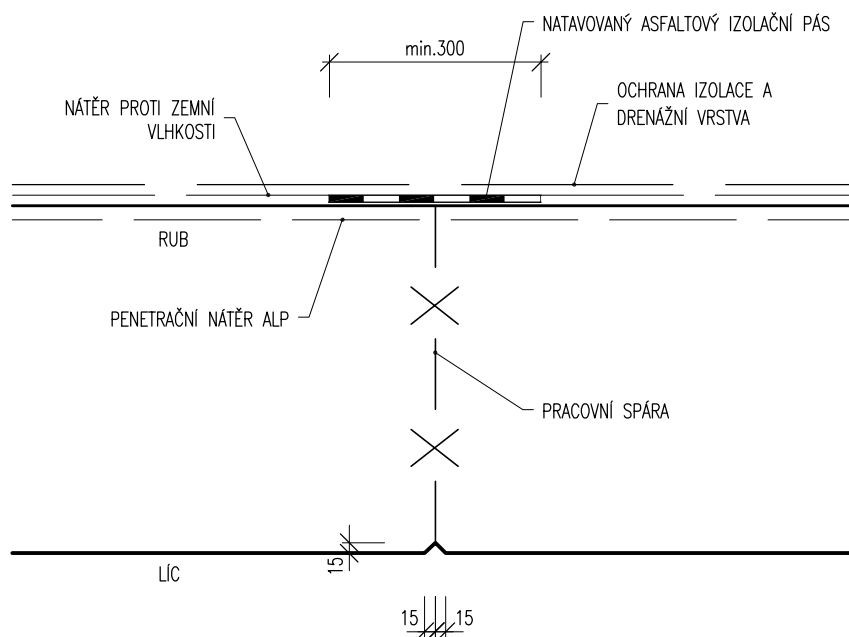 NATAVOVANÝ ASFALTOVÝ IZOLAČNÍ PÁS
min.300
OCHRANA IZOLACE A
DRENÁŽNÍ VRSTVA
NÁTĚR PROTI ZEMNÍ
VLHKOSTI
RUB
PENETRAČNÍ NÁTĚR ALP
PRACOVNÍ SPÁRA
15
LÍC
15 15